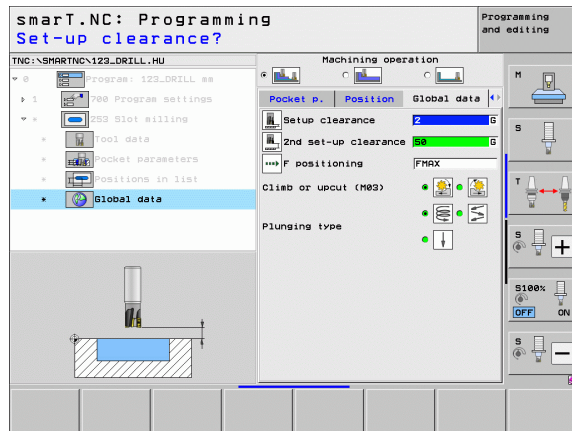 smarT.NC: Programming
Set-up clearance?
Programming
and editing
TNC:\SMARTNC\123_DRILL.HU
0 Program: 123_DRILL mm
1 700 Program settings
* 253 Slot milling
* Tool data
* Pocket parameters
* Positions in list
* Global data
Machining operation
Pocket p. Position Global data
Setup clearance 2 G
2nd set-up clearance 50 G
F positioning FMAX
Climb or upcut (M03)
Plunging type
M
S
T
S
S100%
OFF ON
S